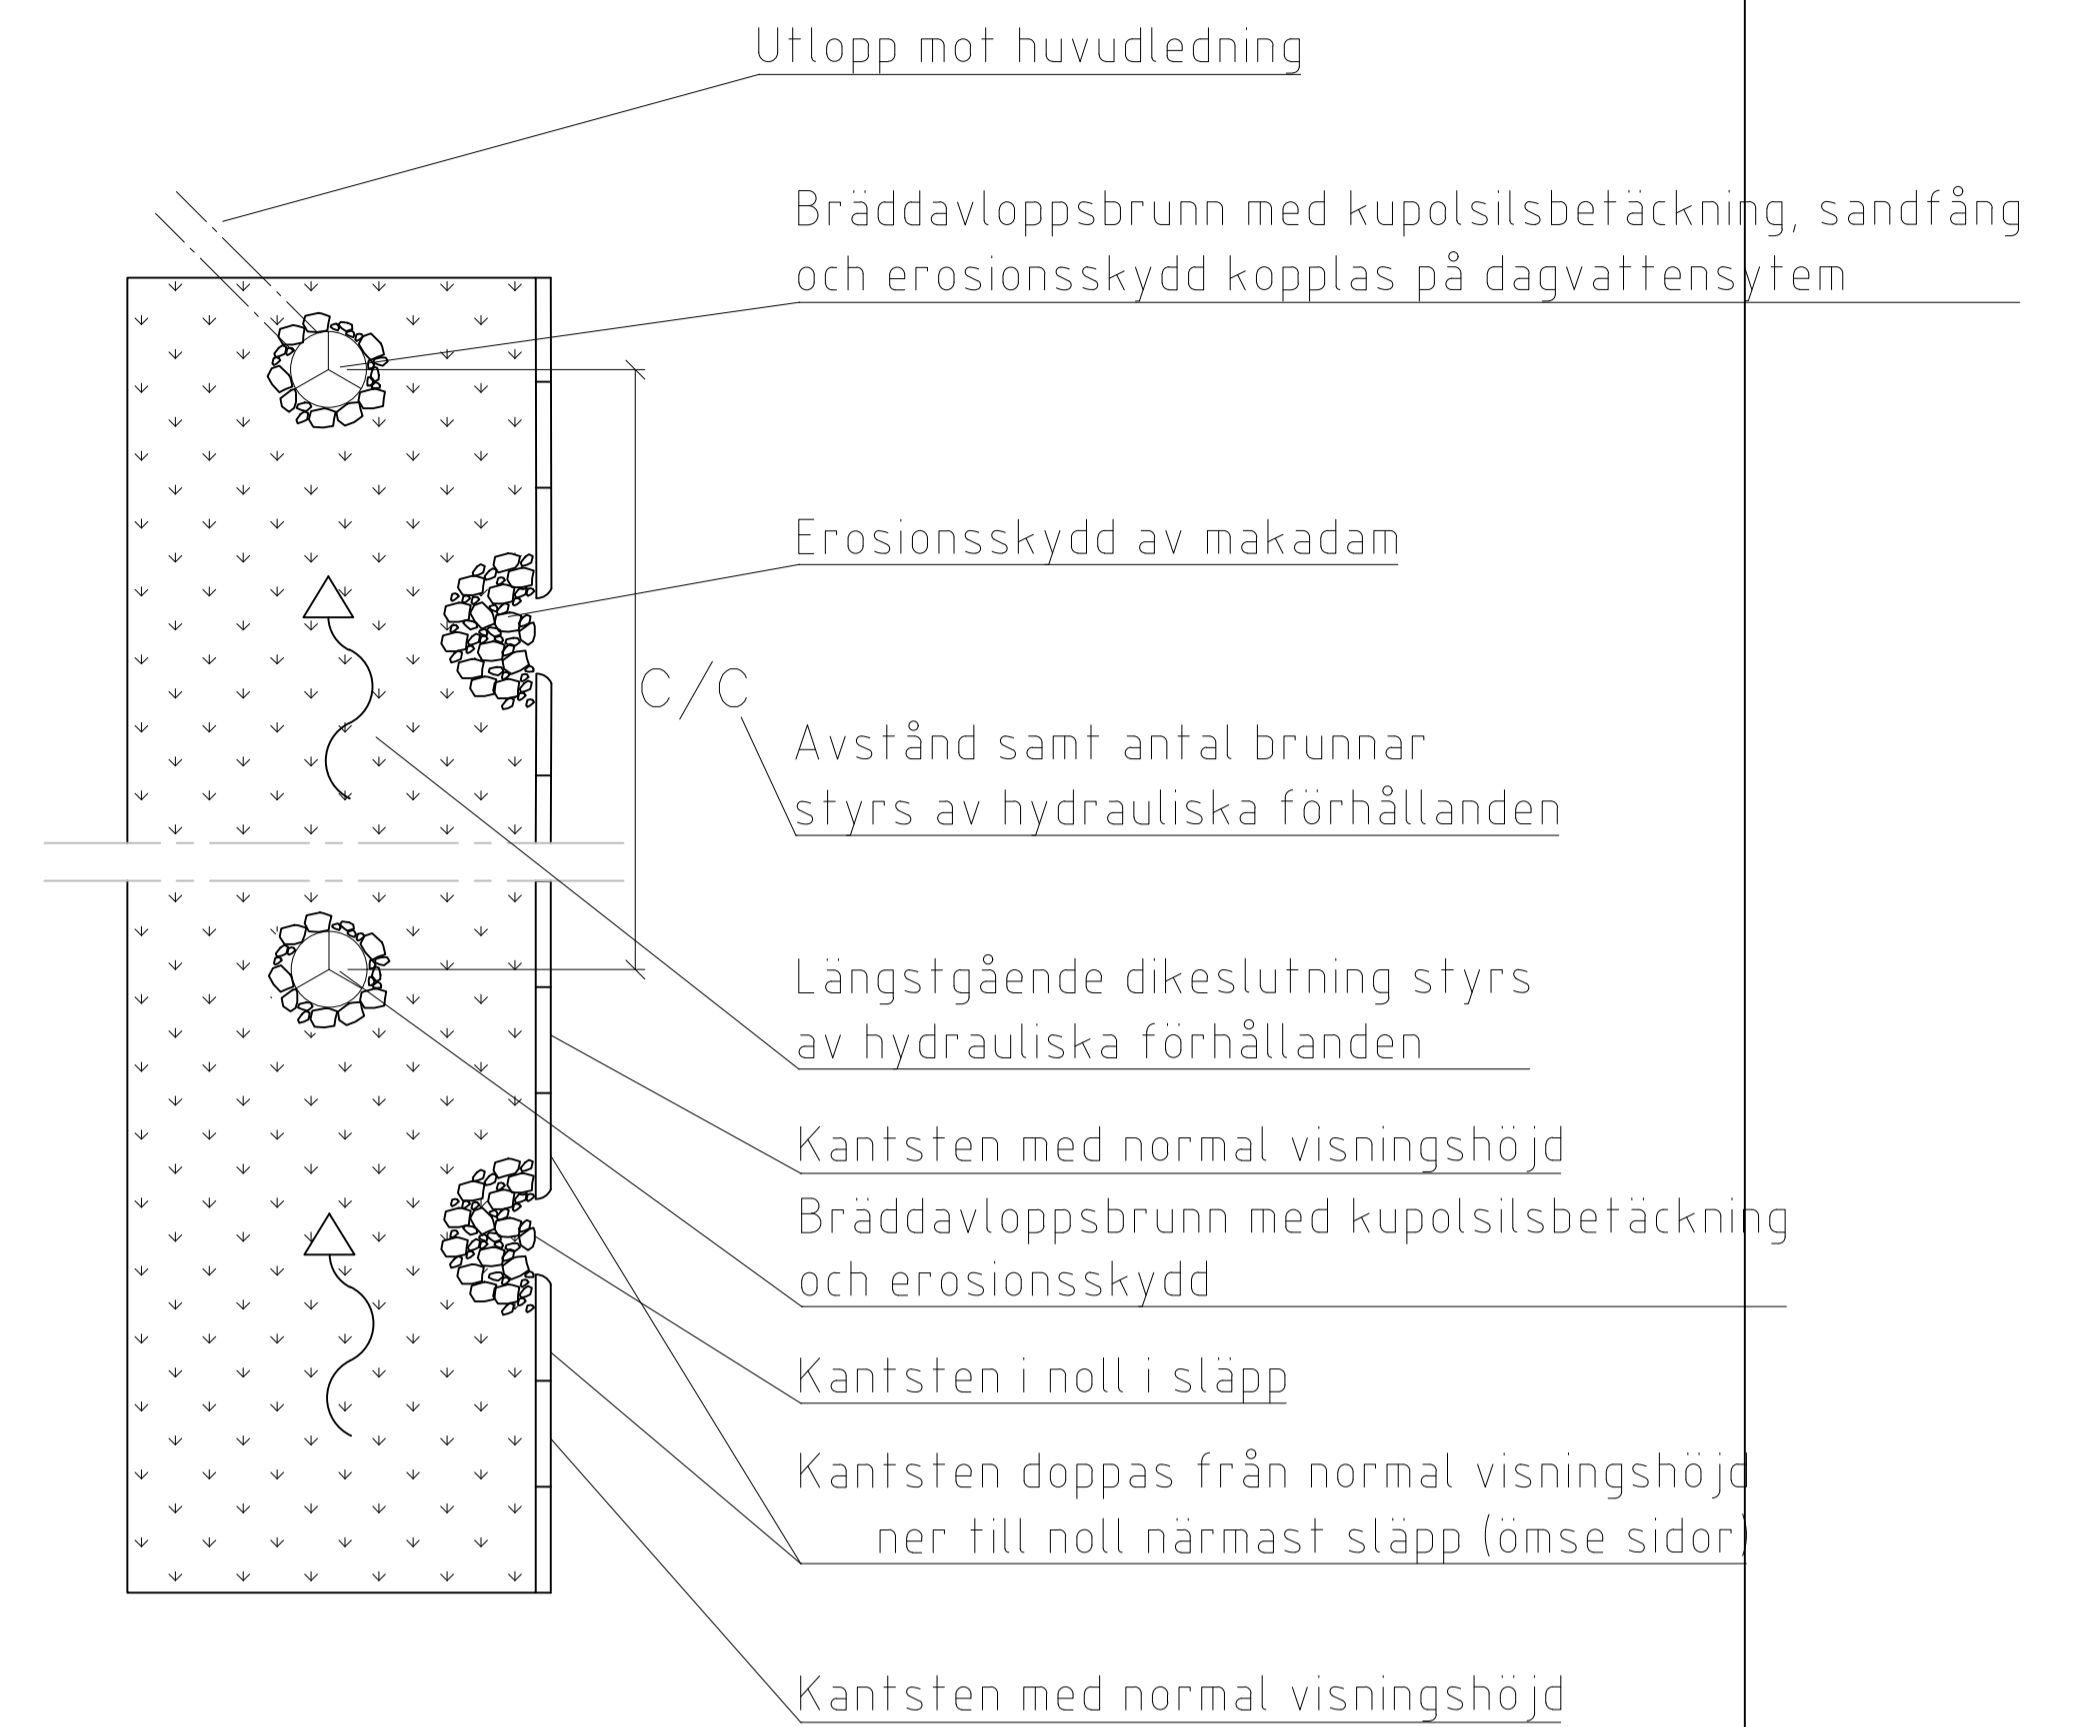 Utlopp mot huvudledning
Bräddavloppsbrunn med kupolsilsbetäckning, sandfång
och erosionsskydd kopplas på dagvattensytem
Erosionsskydd av makadam
C/C
Avstånd samt antal brunnar
styrs av hydrauliska förhållanden
Längstgående dikeslutning styrs
av hydrauliska förhållanden
Kantsten med normal visningshöjd
Bräddavloppsbrunn med kupolsilsbetäckning
och erosionsskydd
Kantsten i noll i släpp
Kantsten doppas från normal visningshöjd
ner till noll närmast släpp (ömse sidor)
Kantsten med normal visningshöjd